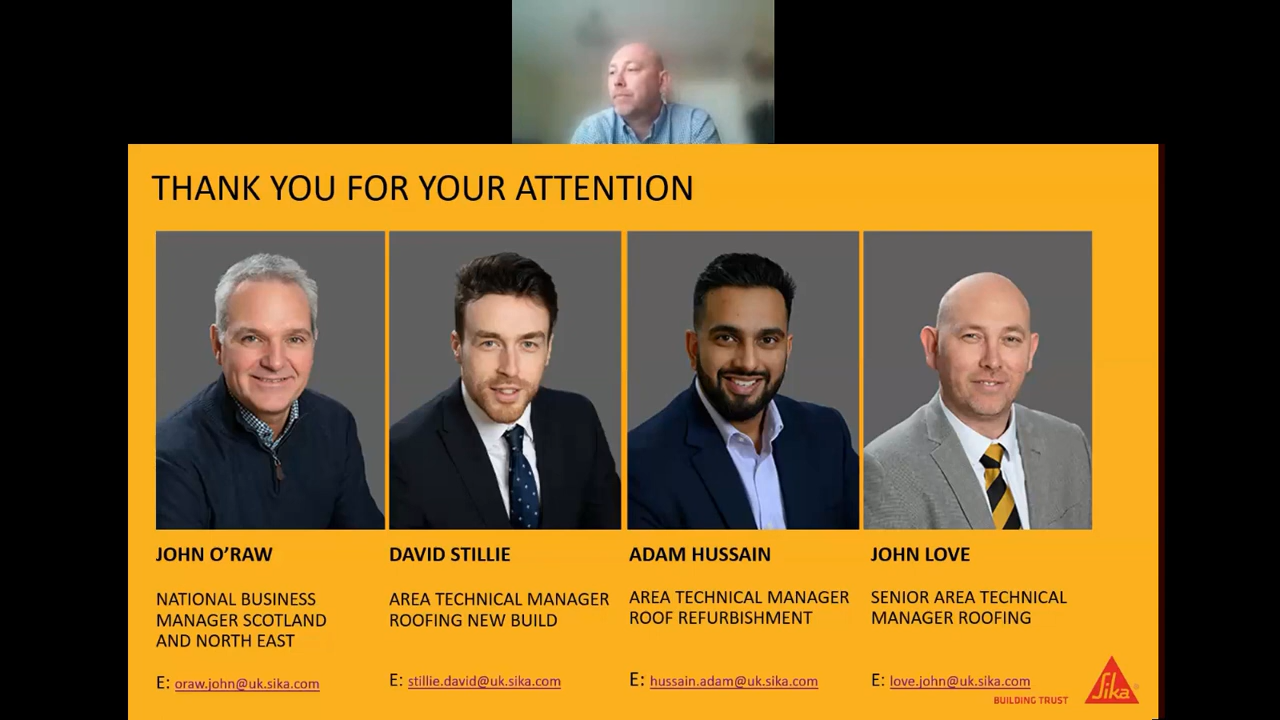 THANK YOU FOR YOUR ATTENTION
JOHN O’RAW
NATIONAL BUSINESS
MANAGER SCOTLAND
AND NORTH EAST
E: oraw.john@uk.sika.com
DAVID STILLIE
AREA TECHNICAL MANAGER
ROOFING NEW BUILD
E: stillie.david@uk.sika.com
ADAM HUSSAIN
AREA TECHNICAL MANAGER
ROOF REFURBISHMENT
E: hussain.adam@uk.sika.com
JOHN LOVE
SENIOR AREA TECHNICAL
MANAGER ROOFING
E: love.john@uk.sika.com
BUILDING TRUST
Sika®